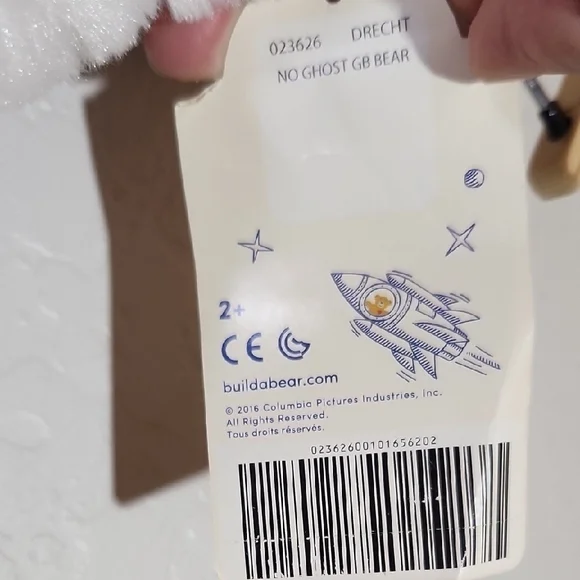 023626 DRECHT
NO GHOST GB BEAR
2+
CE
buildabear.com
© 2016 Columbia Pictures Industries, Inc.
All Rights Reserved.
Tous droits réservés.
02362600101656202